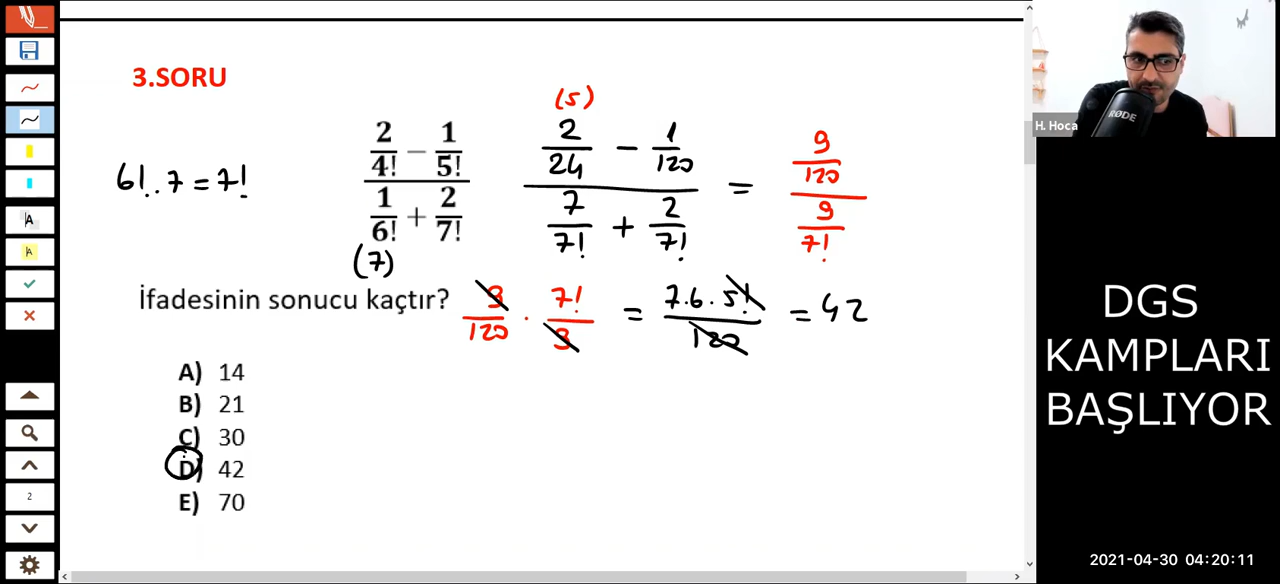 3.SORU
6! . 7 = 7!
2/4! − 1/5!
1/6! + 2/7!
(7)
(5)
2/24 − 1/120
7/7! + 2/7!
=
9/120
9/7!
İfadesinin sonucu kaçtır?
9/120 . 7!/9 = 7.6.5!/120 = 42
A) 14
B) 21
C) 30
D) 42
E) 70
H. Hoca
RØDE
DGS
KAMPLARI
BAŞLIYOR
2021-04-30 04:20:11
A
A
2